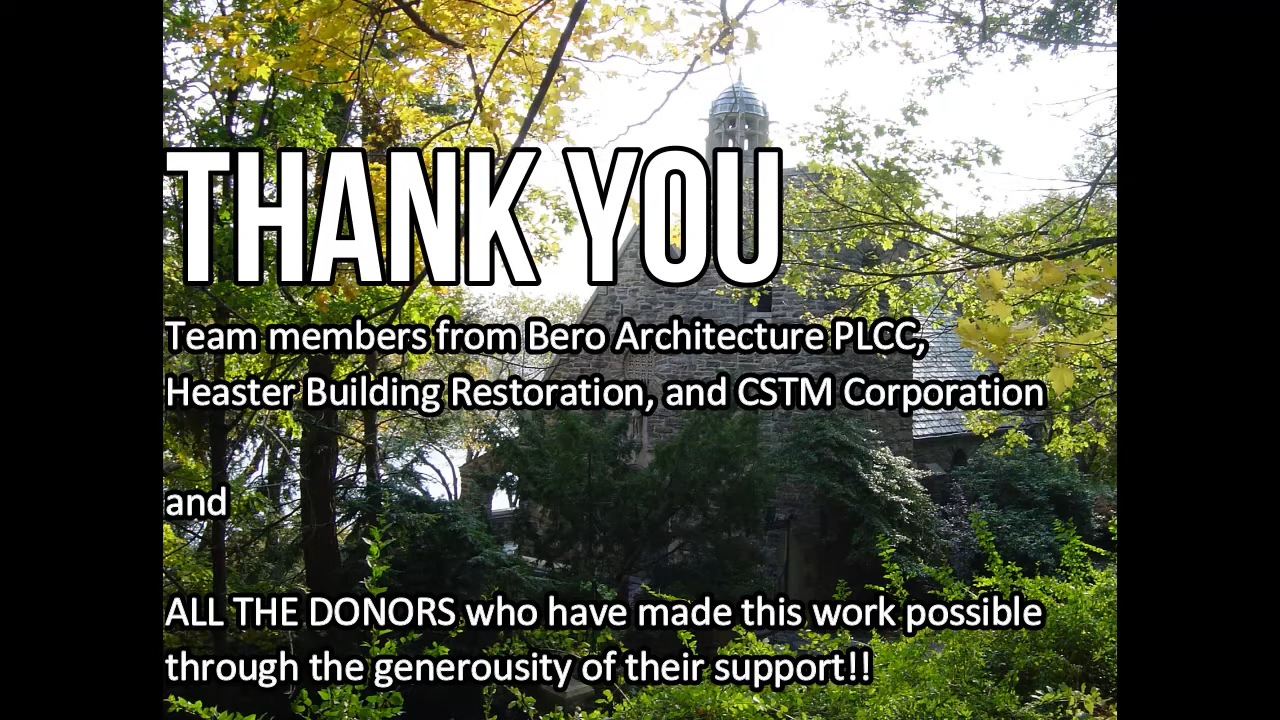 THANK YOU
Team members from Bero Architecture PLCC,
Heaster Building Restoration, and CSTM Corporation
and
ALL THE DONORS who have made this work possible
through the generousity of their support!!